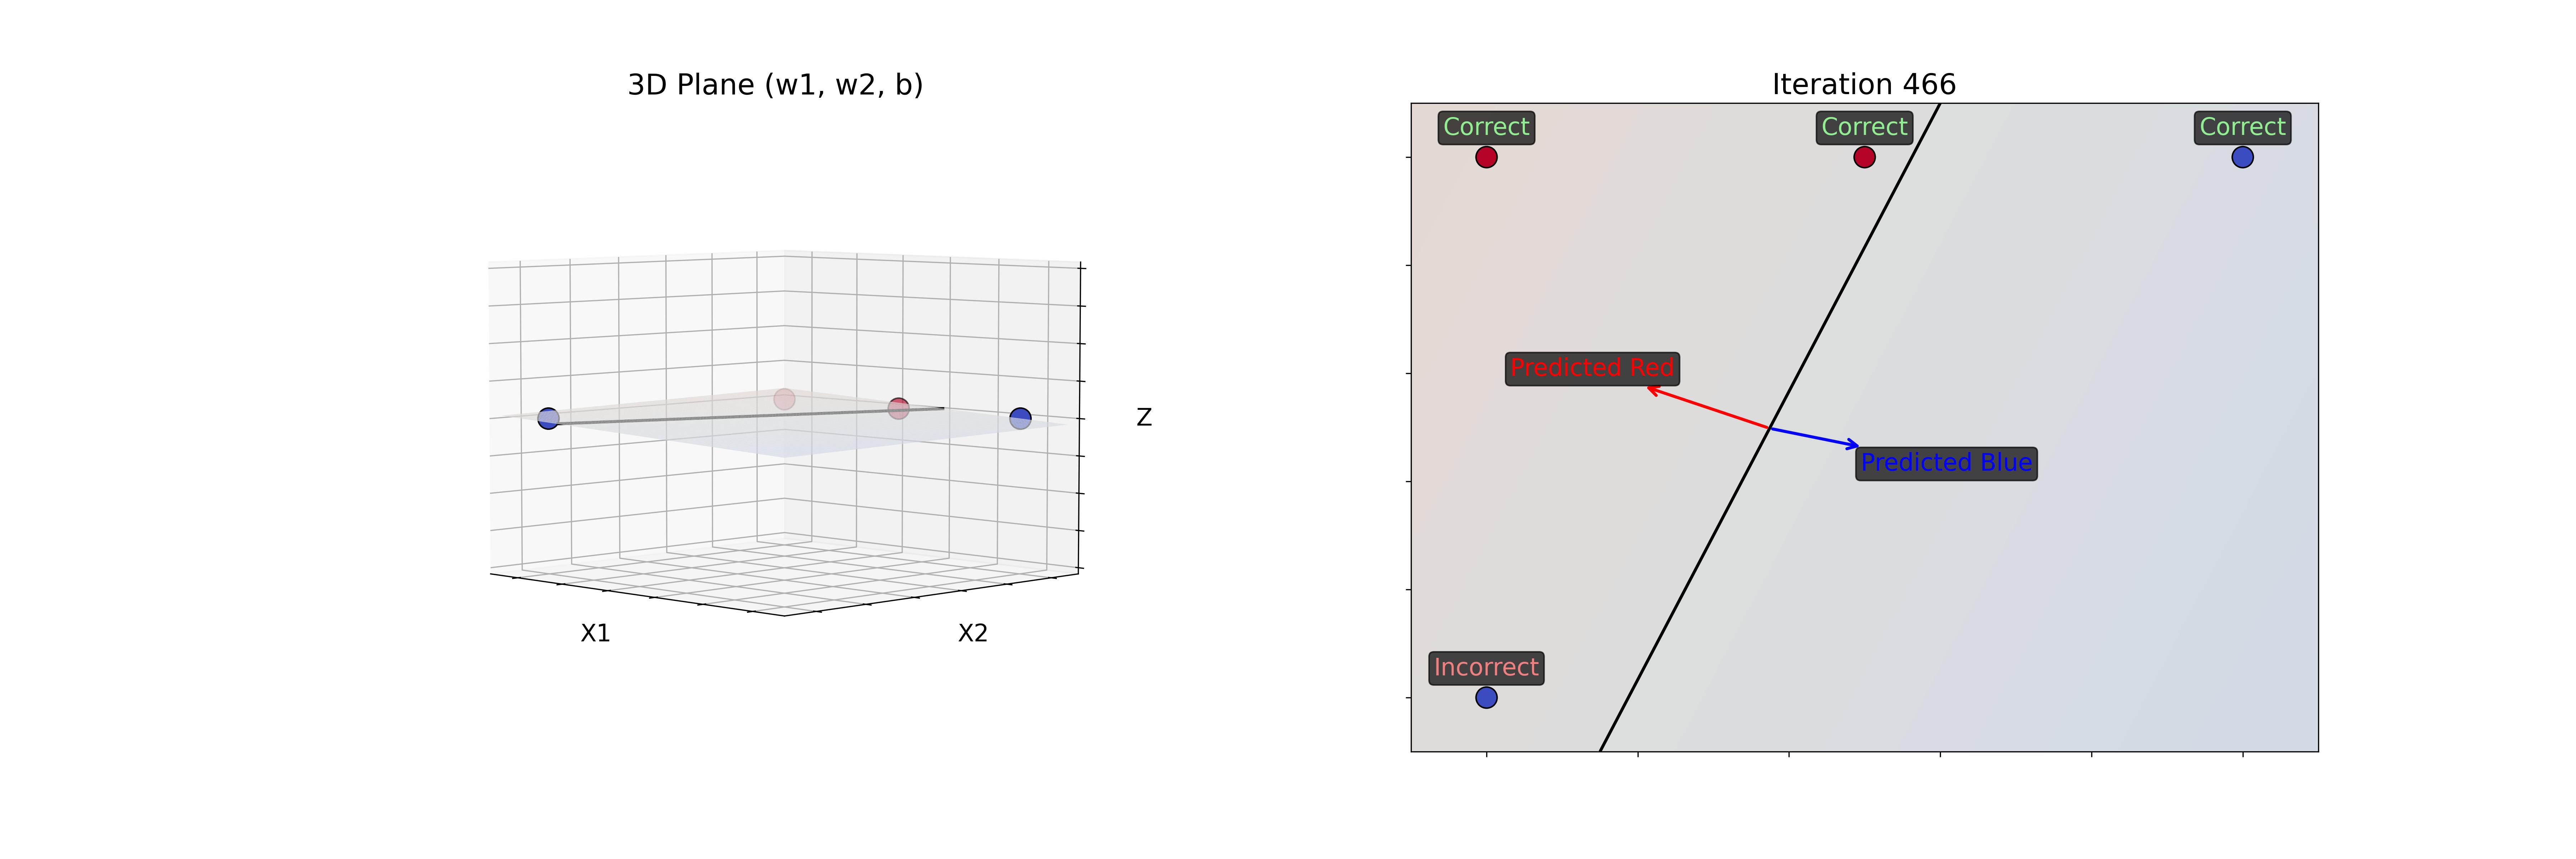 3D Plane (w1, w2, b)
Z
X1
X2
Iteration 466
Correct
Correct
Correct
Predicted Red
Predicted Blue
Incorrect